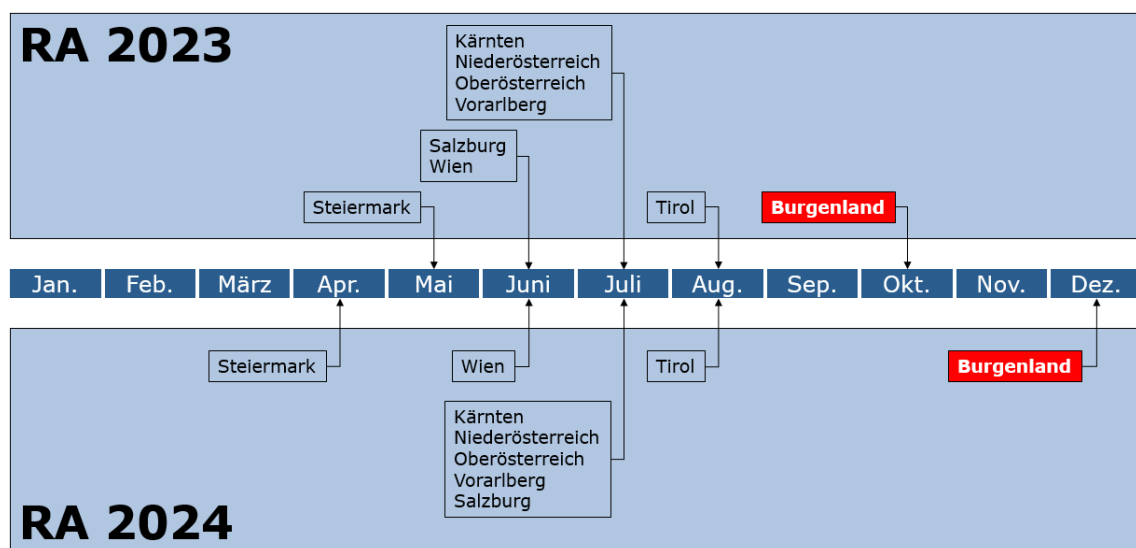 RA 2023
Kärnten
Niederösterreich
Oberösterreich
Vorarlberg
Salzburg
Wien
Steiermark
Tirol
Burgenland
Jan.
Feb.
März
Apr.
Mai
Juni
Juli
Aug.
Sep.
Okt.
Nov.
Dez.
Steiermark
Wien
Tirol
Burgenland
Kärnten
Niederösterreich
Oberösterreich
Vorarlberg
Salzburg
RA 2024